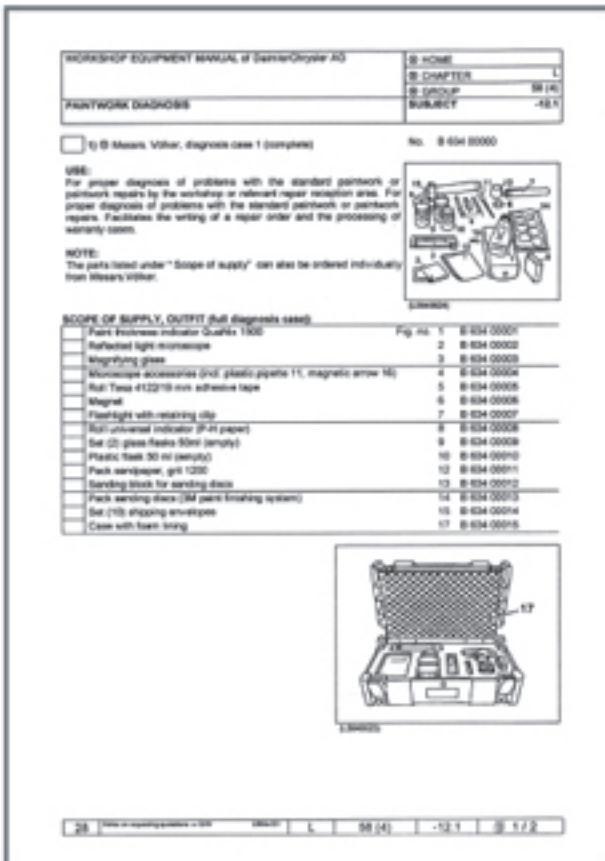 WORKSHOP EQUIPMENT MANUAL of DaimlerChrysler AG
HOME
CHAPTER L
GROUP 58 (4)
PAINTWORK DIAGNOSIS
SUBJECT -12.1
1) Messrs. Völker, diagnosis case 1 (complete) No. B 634 00000
USE:
For proper diagnosis of problems with the standard paintwork or
paintwork repairs by the workshop or relevant repair reception area. For
proper diagnosis of problems with the standard paintwork or paintwork
repairs. Facilitates the writing of a repair order and the processing of
warranty cases.
NOTE:
The parts listed under "Scope of supply" can also be ordered individually
from Messrs Völker.
SCOPE OF SUPPLY, OUTFIT (full diagnosis case):
Paint thickness indicator QuaNix 1500 Fig. no. 1 B 634 00001
Reflected light microscope 2 B 634 00002
Magnifying glass 3 B 634 00003
Microscope accessories (incl. plastic pipette 11, magnetic arrow 16) 4 B 634 00004
Roll Tesa 4122/19 mm adhesive tape 5 B 634 00005
Magnet 6 B 634 00006
Flashlight with retaining clip 7 B 634 00007
Roll universal indicator (P-H paper) 8 B 634 00008
Set (2) glass flasks 50ml (empty) 9 B 634 00009
Plastic flask 50 ml (empty) 10 B 634 00010
Pack sandpaper, grit 1200 12 B 634 00011
Sanding block for sanding discs 13 B 634 00012
Pack sanding discs (3M paint finishing system) 14 B 634 00013
Set (10) shipping envelopes 15 B 634 00014
Case with foam lining 17 B 634 00015
17
28 L 58 (4) -12.1 1 / 2